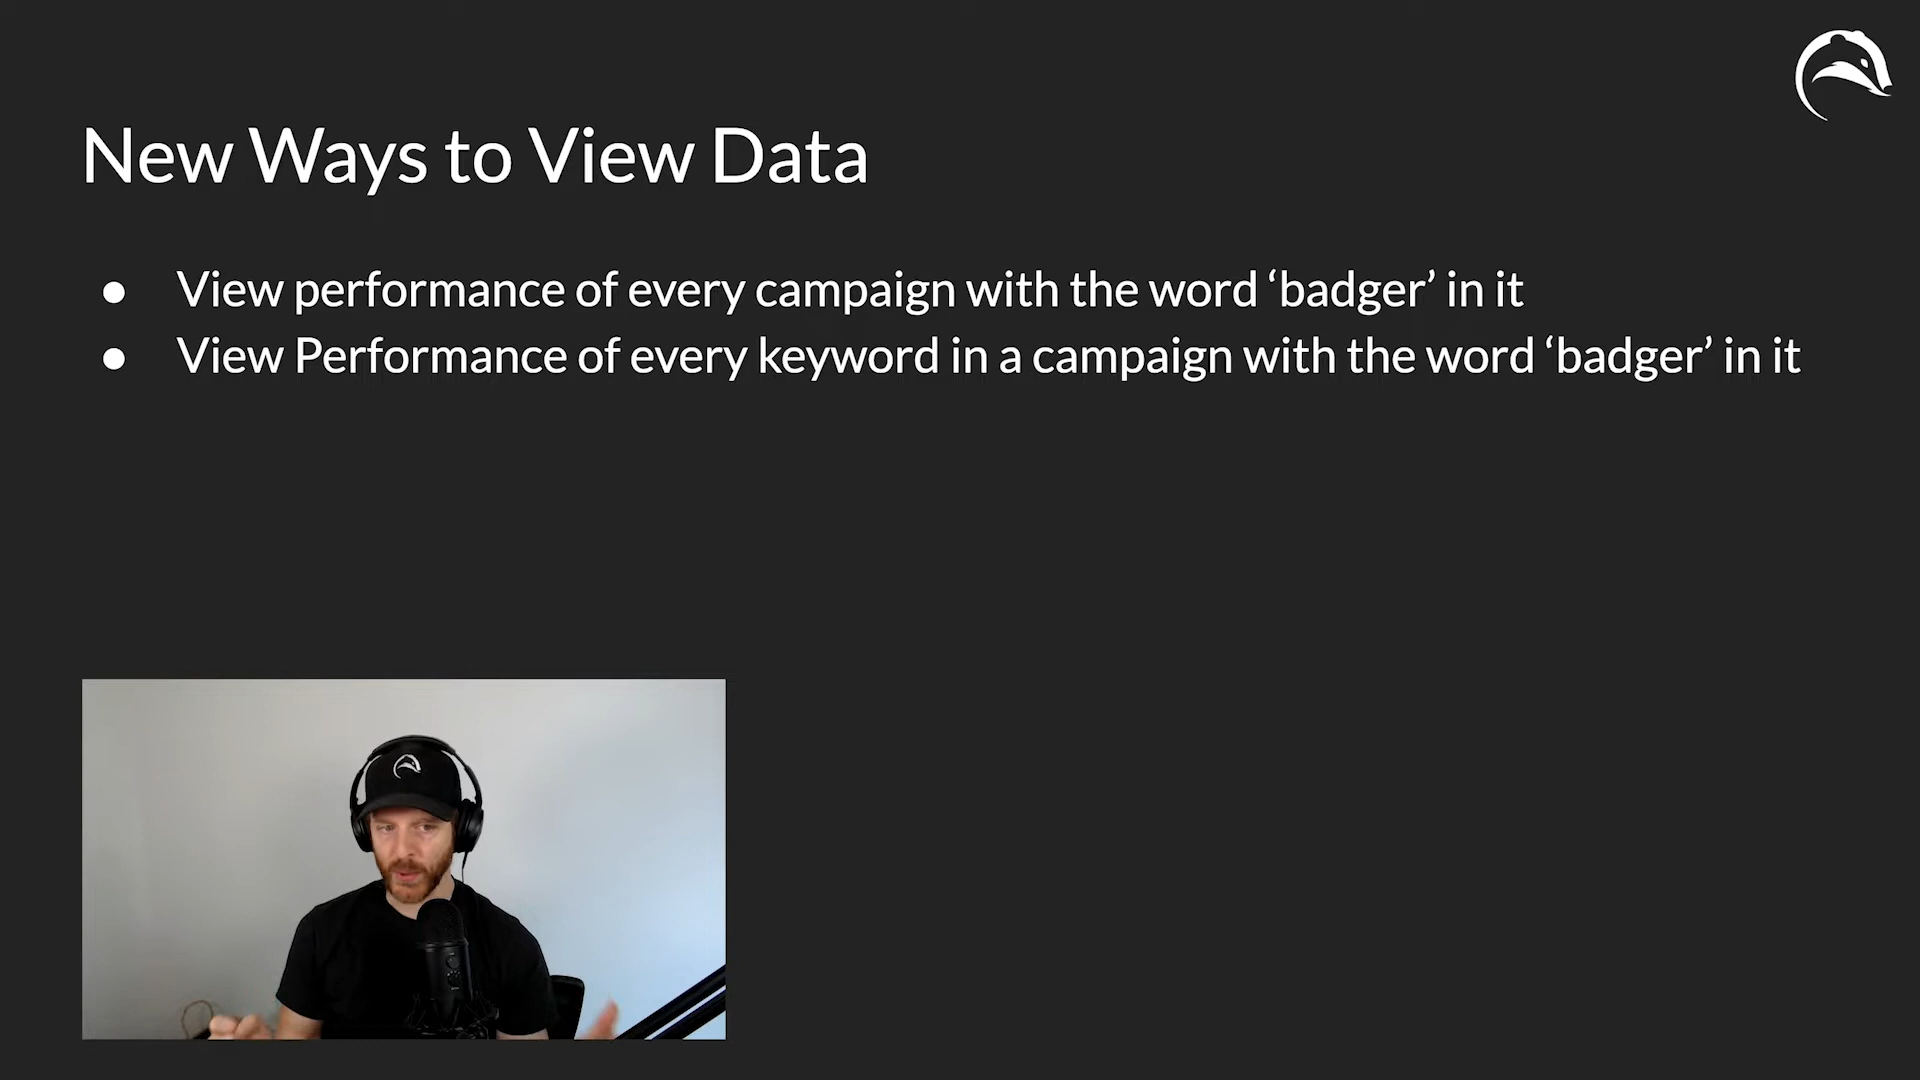 New Ways to View Data
● View performance of every campaign with the word ‘badger’ in it
● View Performance of every keyword in a campaign with the word ‘badger’ in it